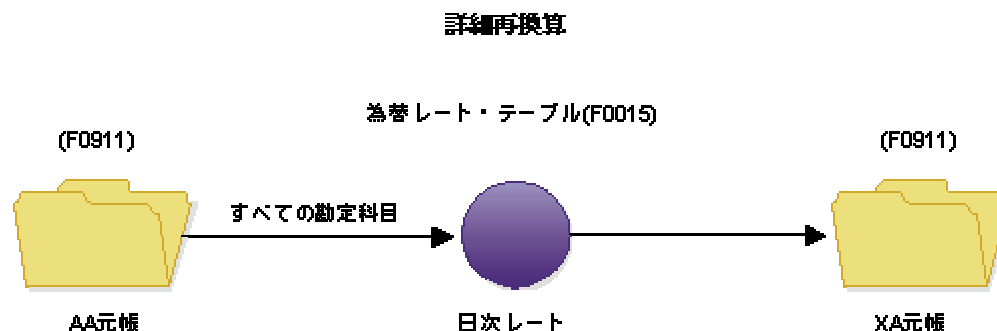 詳細再換算
為替レート・テーブル(F0015)
(F0911)
(F0911)
すべての勘定科目
AA元帳
日次レート
XA元帳